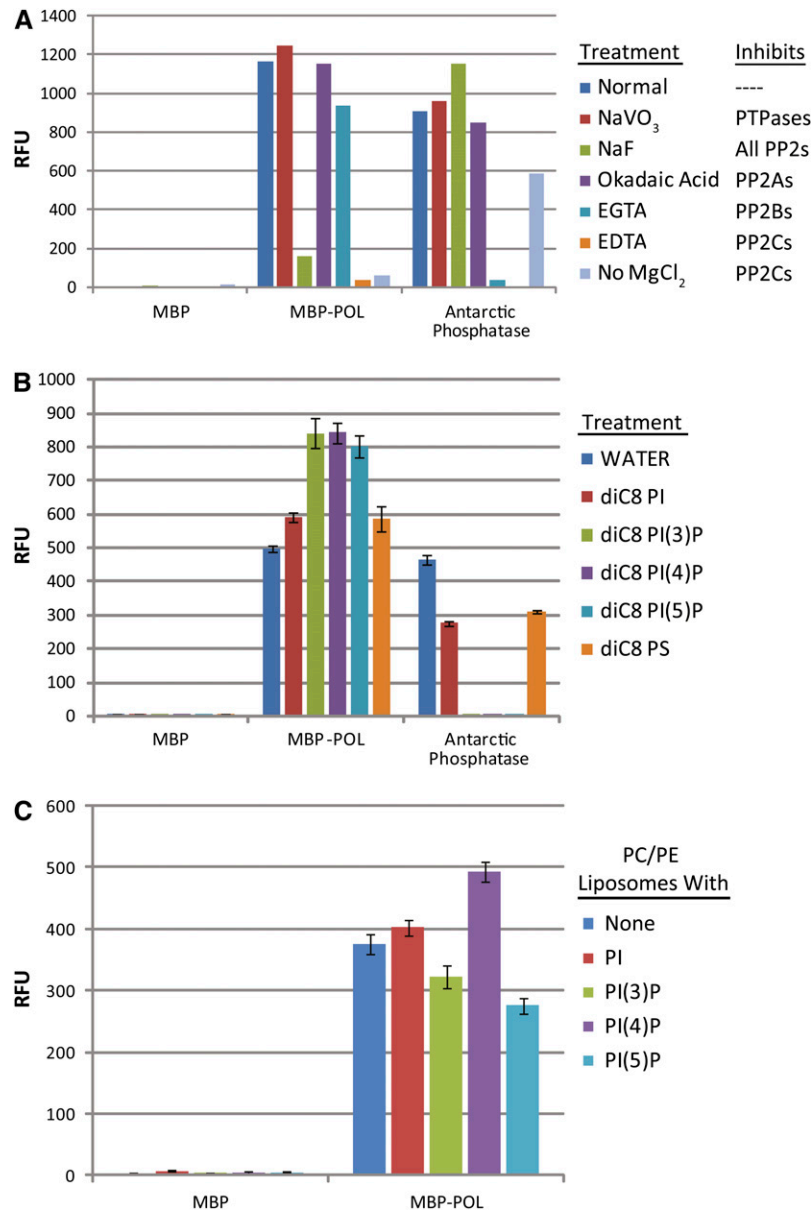 A
1400
1200
1000
800
600
400
200
0
RFU
MBP
MBP-POL
Antarctic
Phosphatase
Treatment Inhibits
Normal ----
NaVO₃ PTPases
NaF All PP2s
Okadaic Acid PP2As
EGTA PP2Bs
EDTA PP2Cs
No MgCl₂ PP2Cs
B
1000
900
800
700
600
500
400
300
200
100
0
RFU
MBP
MBP-POL
Antarctic
Phosphatase
Treatment
WATER
diC8 PI
diC8 PI(3)P
diC8 PI(4)P
diC8 PI(5)P
diC8 PS
C
600
500
400
300
200
100
0
RFU
MBP
MBP-POL
PC/PE
Liposomes With
None
PI
PI(3)P
PI(4)P
PI(5)P